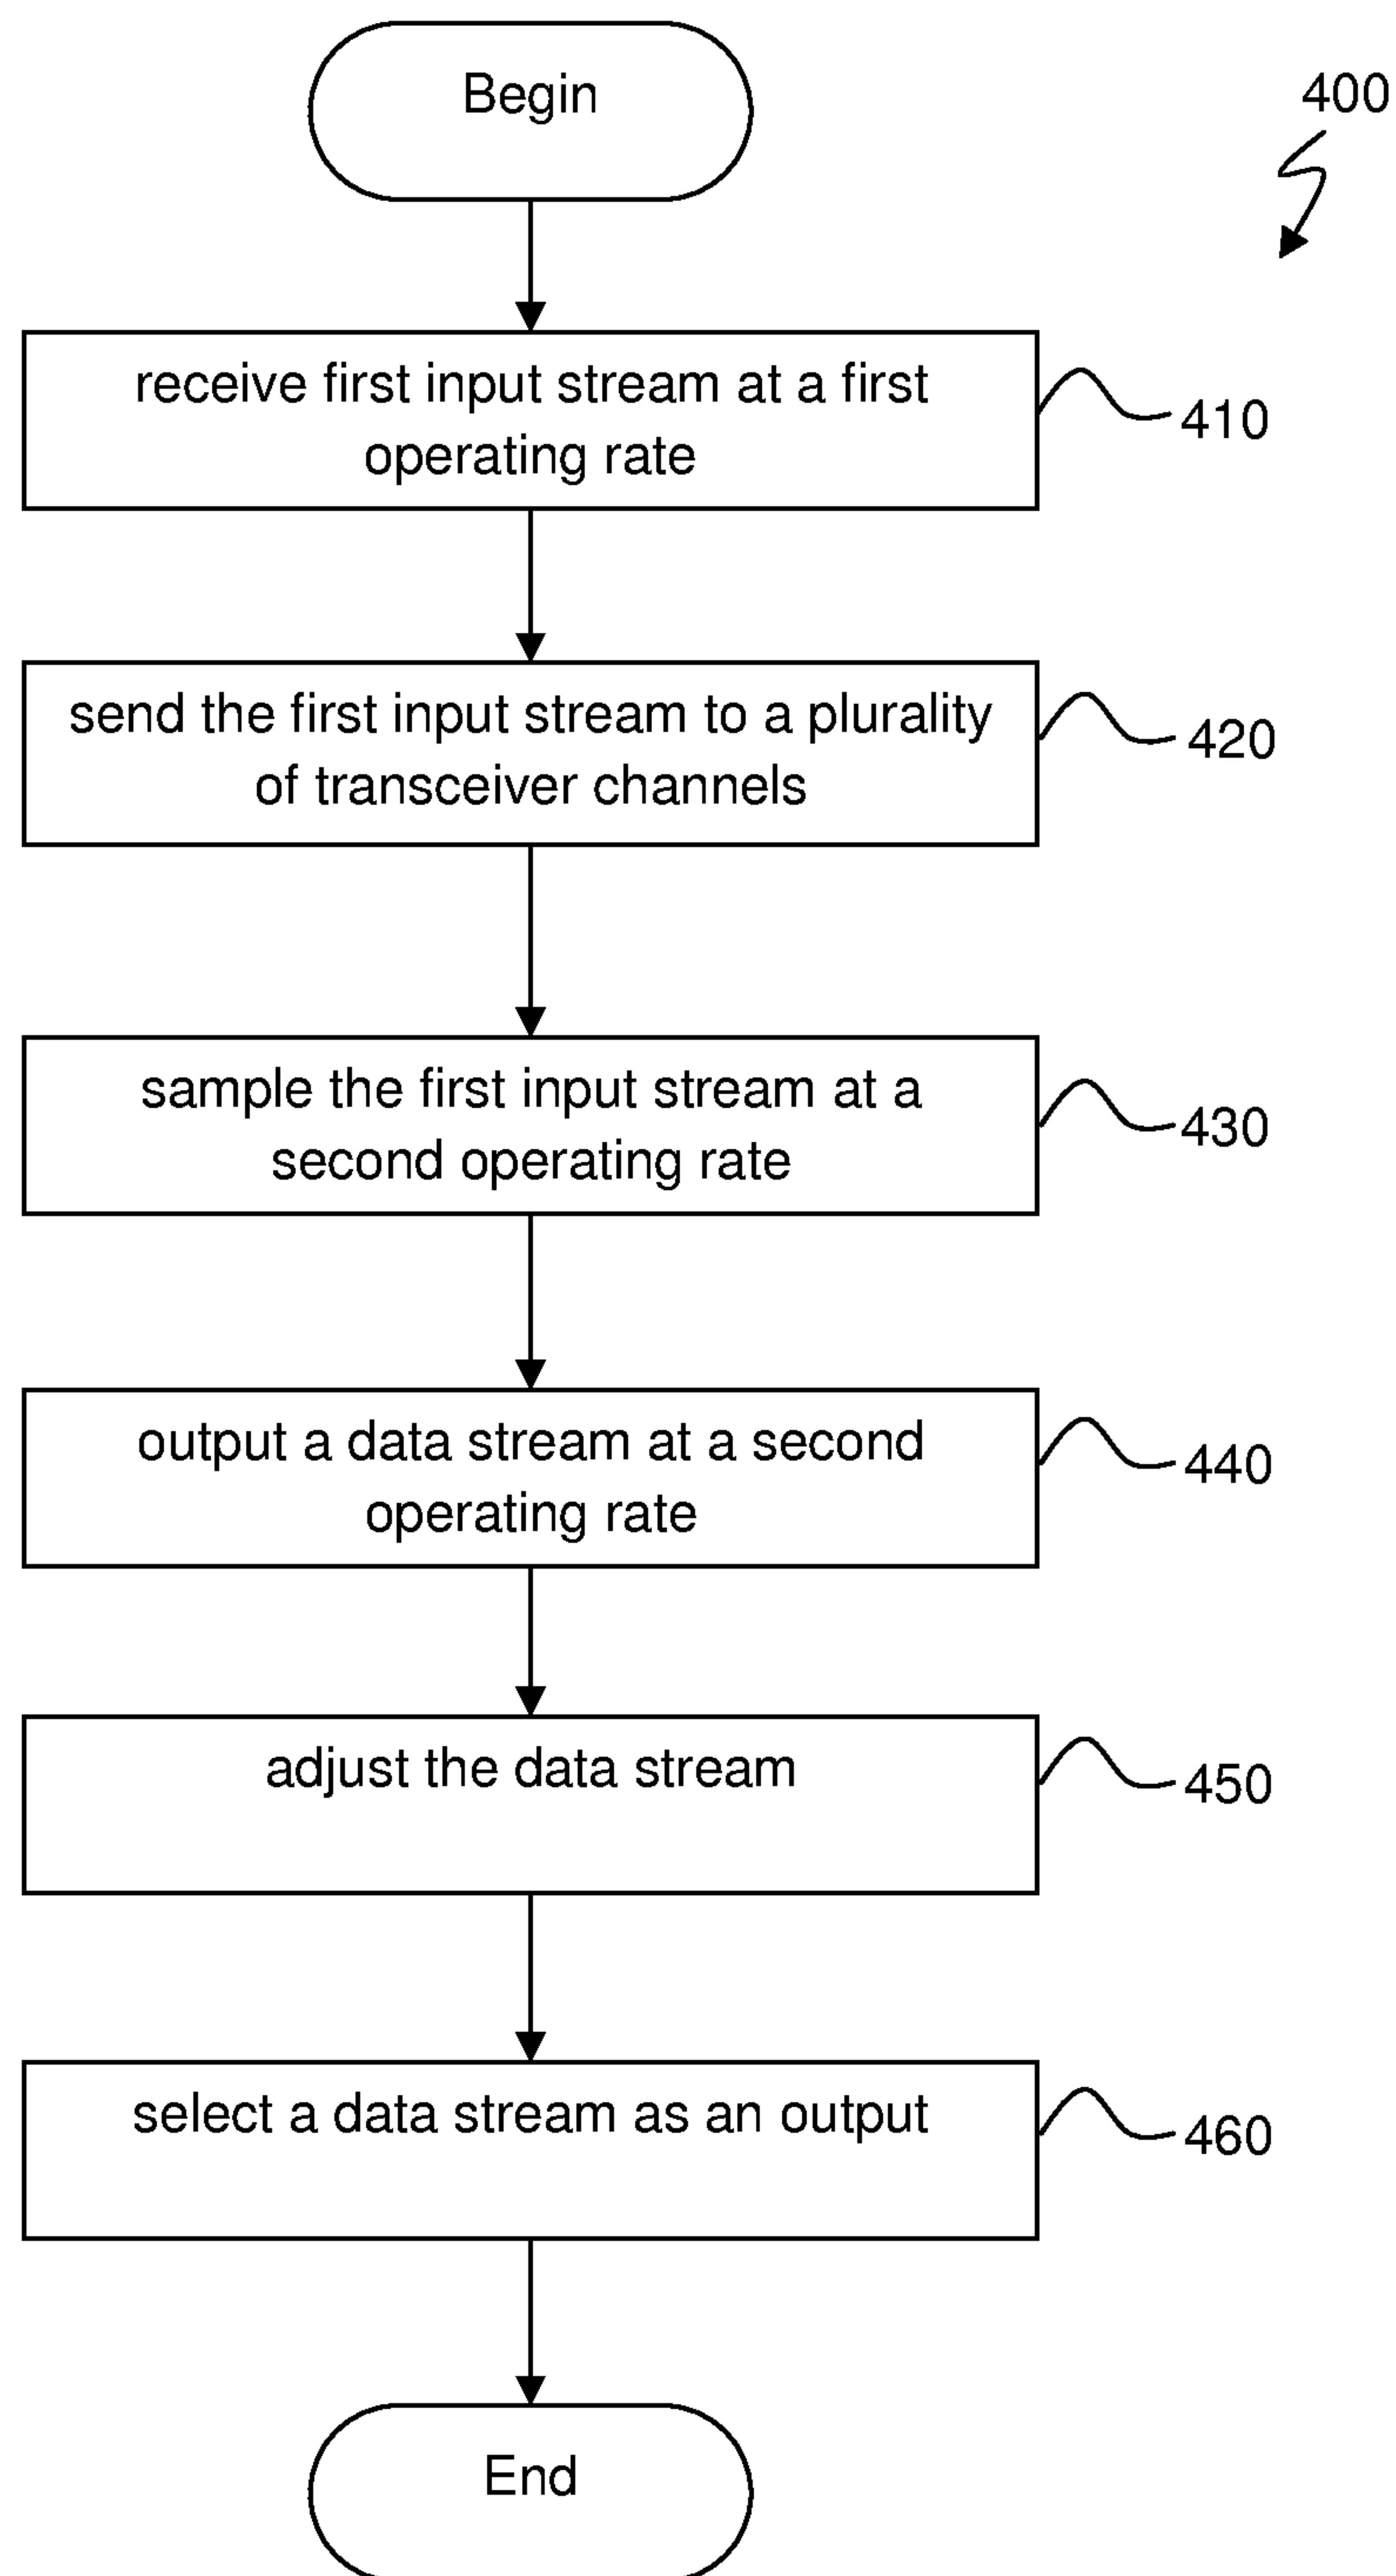 Begin
400
receive first input stream at a first
operating rate
410
send the first input stream to a plurality
of transceiver channels
420
sample the first input stream at a
second operating rate
430
output a data stream at a second
operating rate
440
adjust the data stream
450
select a data stream as an output
460
End